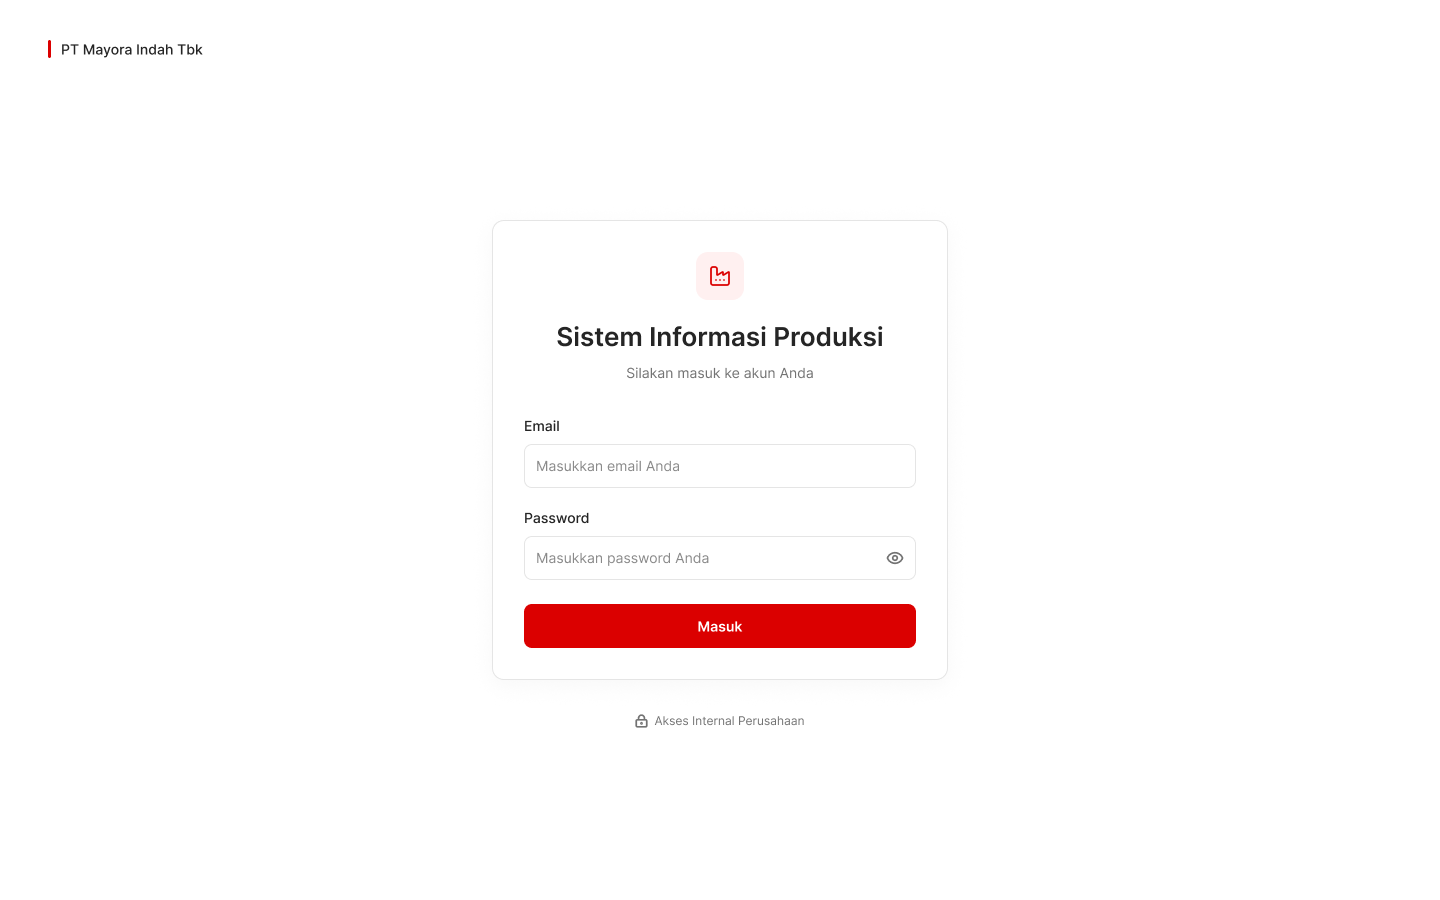 PT Mayora Indah Tbk
Sistem Informasi Produksi
Silakan masuk ke akun Anda
Email
Masukkan email Anda
Password
Masukkan password Anda
Masuk
Akses Internal Perusahaan